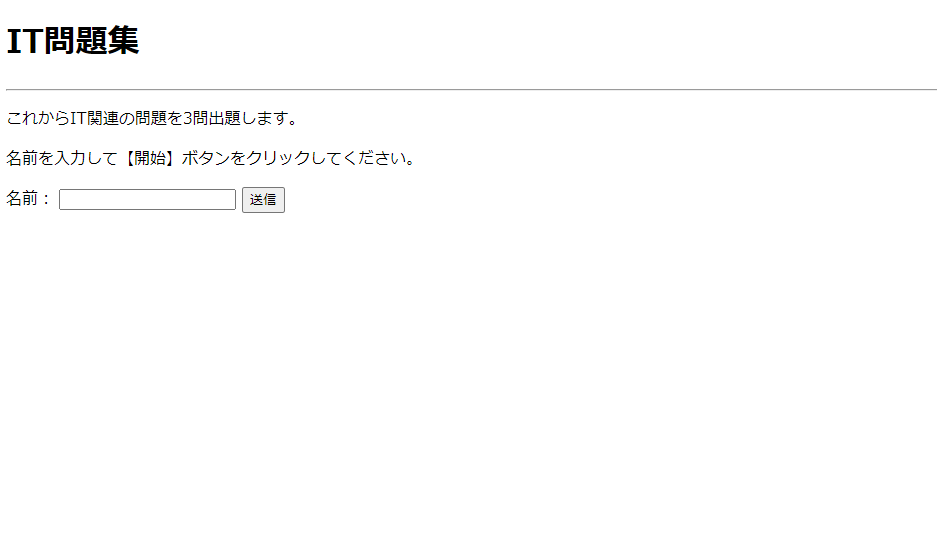 IT問題集
これからIT関連の問題を3問出題します。
名前を入力して【開始】ボタンをクリックしてください。
名前： 送信